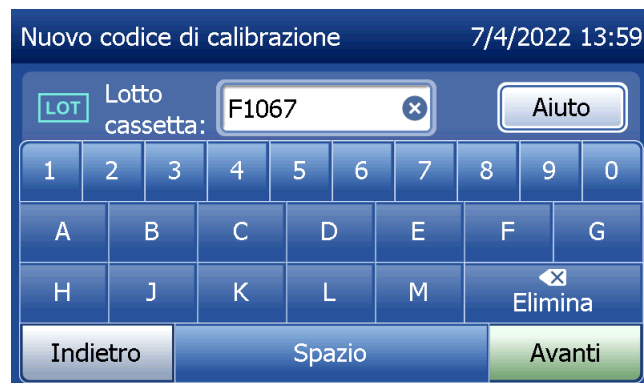 Nuovo codice di calibrazione 7/4/2022 13:59
LOT Lotto cassetta: F1067 Aiuto
1 2 3 4 5 6 7 8 9 0
A B C D E F G
H J K L M Elimina
Indietro Spazio Avanti